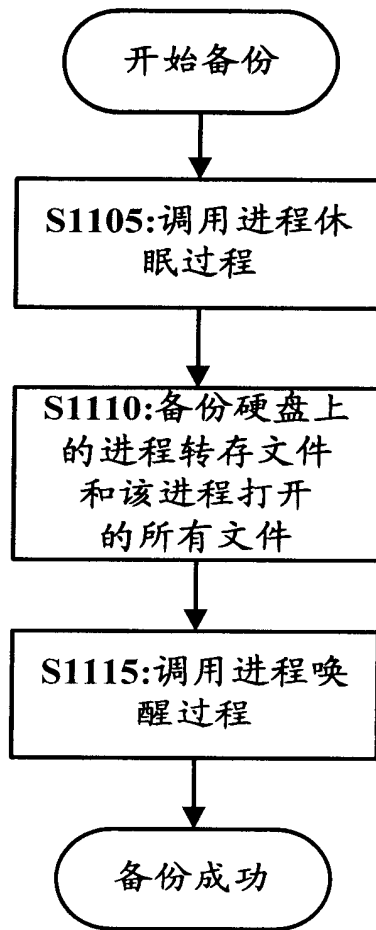 开始备份
S1105:调用进程休
眠过程
S1110:备份硬盘上
的进程转存文件
和该进程打开
的所有文件
S1115:调用进程唤
醒过程
备份成功